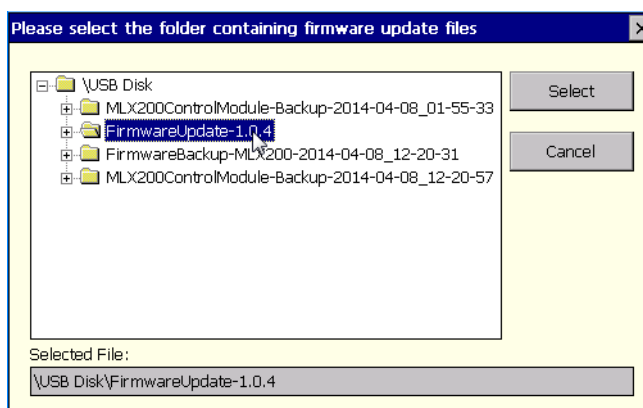 Please select the folder containing firmware update files
\USB Disk
Select
MLX200ControlModule-Backup-2014-04-08_01-55-33
FirmwareUpdate-1.0.4
FirmwareBackup-MLX200-2014-04-08_12-20-31
Cancel
MLX200ControlModule-Backup-2014-04-08_12-20-57
Selected File:
\USB Disk\FirmwareUpdate-1.0.4